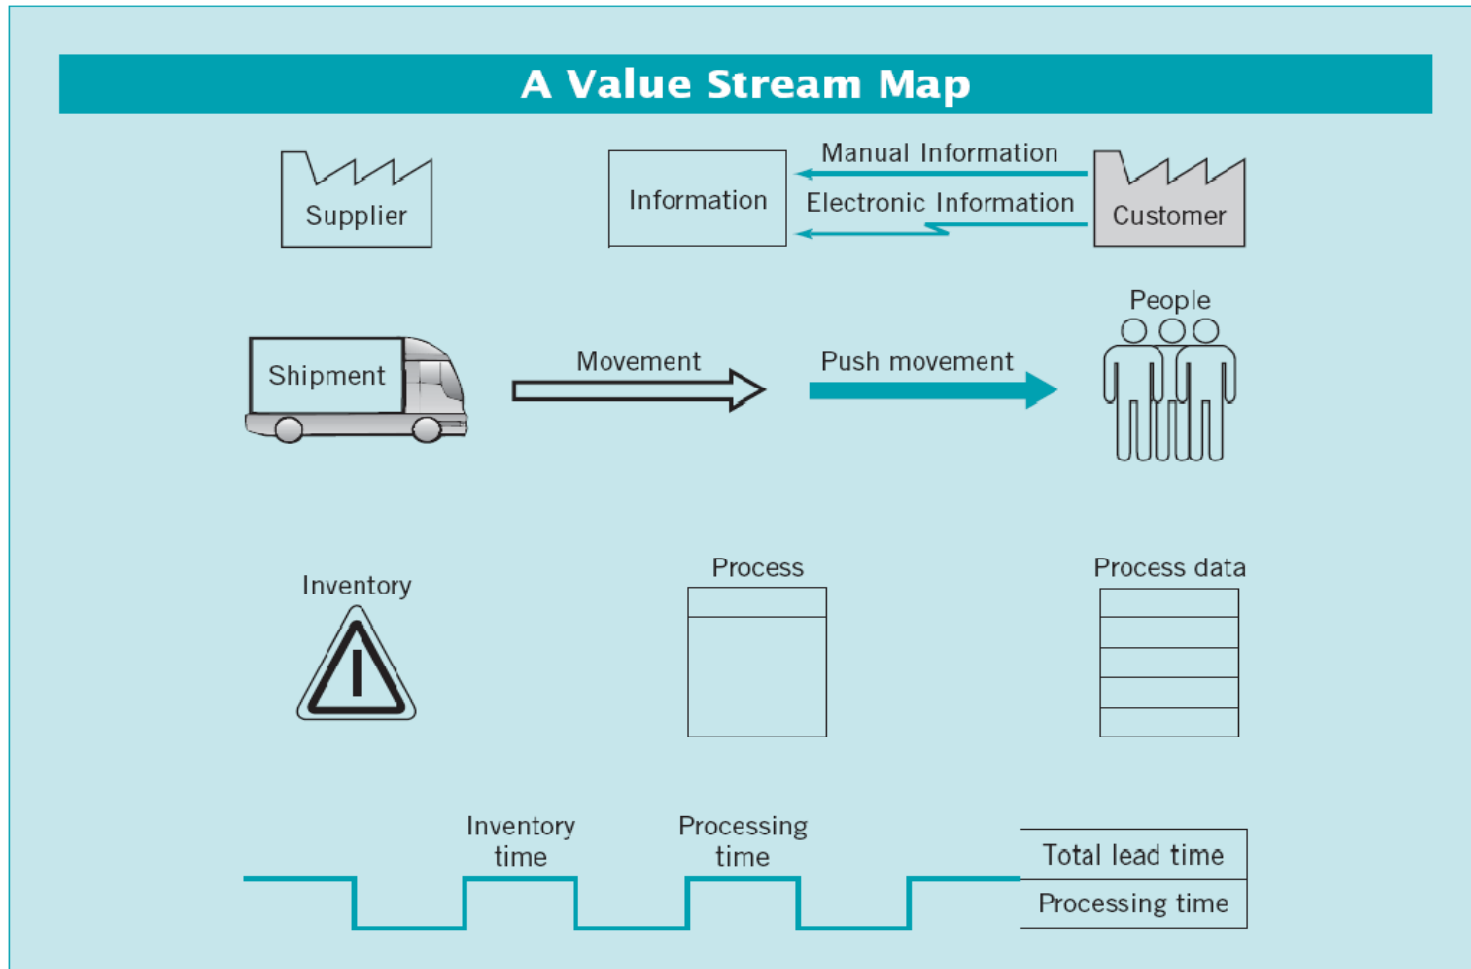 A Value Stream Map
Supplier
Information
Manual Information
Electronic Information
Customer
Shipment
Movement
Push movement
People
Inventory
I
Process
Process data
Inventory
time
Processing
time
Total lead time
Processing time